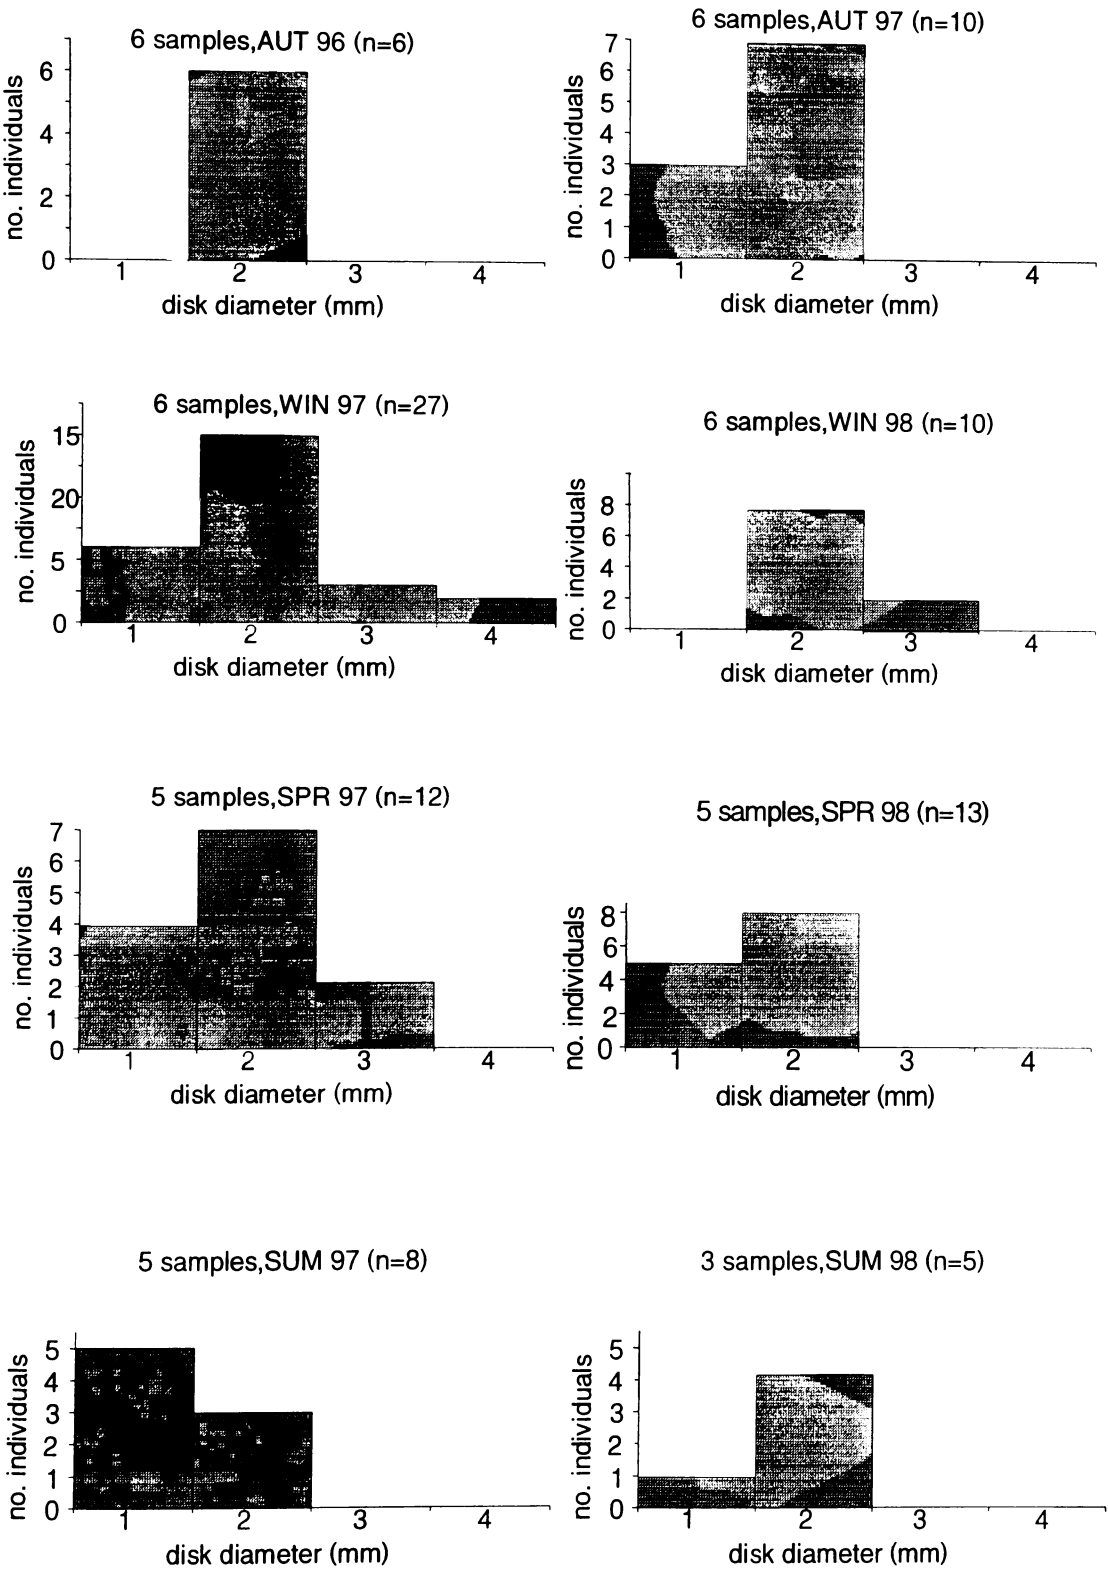 6 samples,AUT 96 (n=6)
no. individuals
6
4
2
0
1 2 3 4
disk diameter (mm)
6 samples,AUT 97 (n=10)
no. individuals
7
6
5
4
3
2
1
0
1 2 3 4
disk diameter (mm)
6 samples,WIN 97 (n=27)
no. individuals
15
20
5
0
1 2 3 4
disk diameter (mm)
6 samples,WIN 98 (n=10)
no. individuals
8
6
4
2
0
1 2 3 4
disk diameter (mm)
5 samples,SPR 97 (n=12)
no. individuals
7
6
5
4
3
2
1
0
1 2 3 4
disk diameter (mm)
5 samples,SPR 98 (n=13)
no. individuals
8
6
4
2
0
1 2 3 4
disk diameter (mm)
5 samples,SUM 97 (n=8)
no. individuals
5
4
3
2
1
0
1 2 3 4
disk diameter (mm)
3 samples,SUM 98 (n=5)
no. individuals
5
4
3
2
1
0
1 2 3 4
disk diameter (mm)